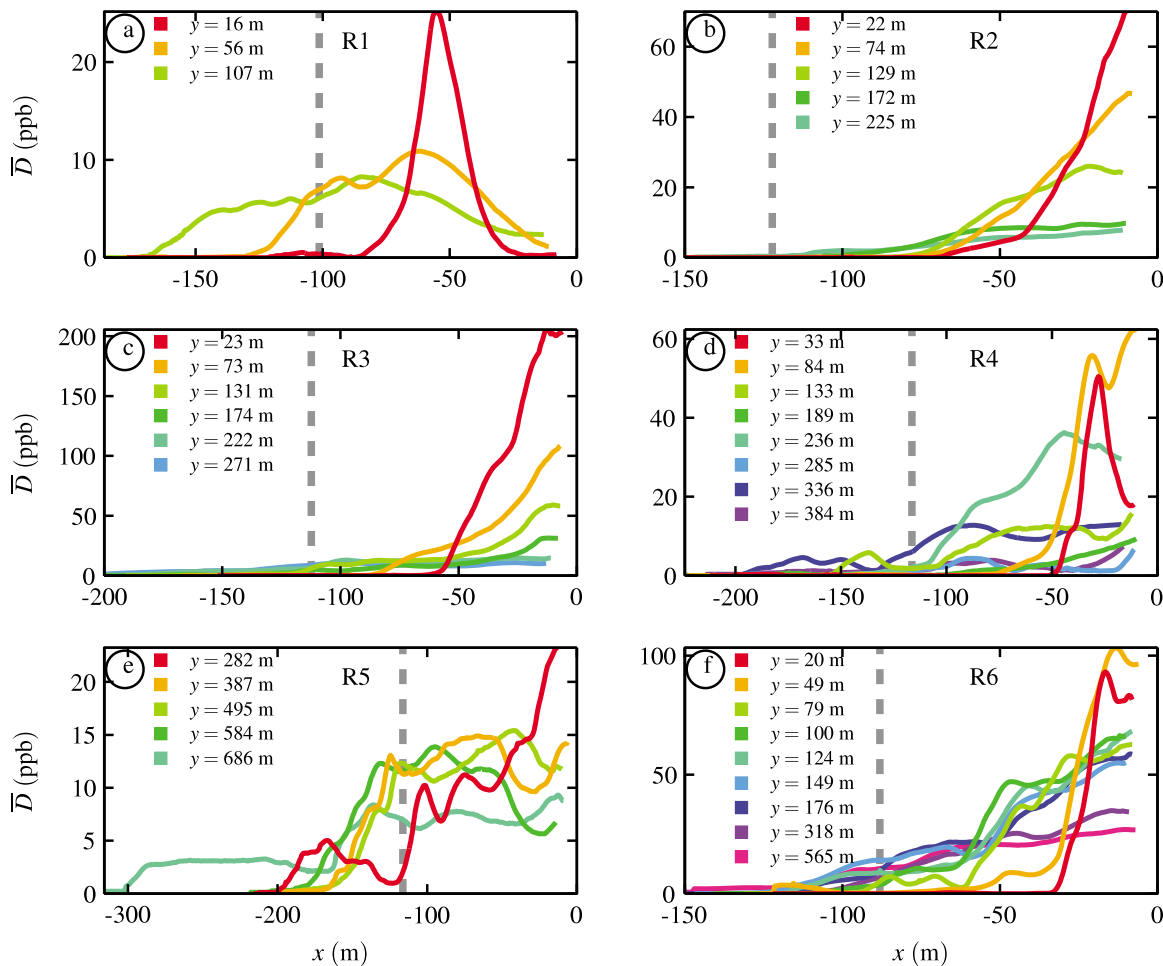 a
R1
y = 16 m
y = 56 m
y = 107 m
D (ppb)
20
10
0
-150
-100
-50
0
b
R2
y = 22 m
y = 74 m
y = 129 m
y = 172 m
y = 225 m
60
40
20
0
-150
-100
-50
0
c
R3
y = 23 m
y = 73 m
y = 131 m
y = 174 m
y = 222 m
y = 271 m
D (ppb)
200
150
100
50
0
-200
-150
-100
-50
0
d
R4
y = 33 m
y = 84 m
y = 133 m
y = 189 m
y = 236 m
y = 285 m
y = 336 m
y = 384 m
60
40
20
0
-200
-150
-100
-50
0
e
R5
y = 282 m
y = 387 m
y = 495 m
y = 584 m
y = 686 m
D (ppb)
20
15
10
5
0
-300
-200
-100
0
x (m)
f
R6
y = 20 m
y = 49 m
y = 79 m
y = 100 m
y = 124 m
y = 149 m
y = 176 m
y = 318 m
y = 565 m
100
50
0
-150
-100
-50
0
x (m)